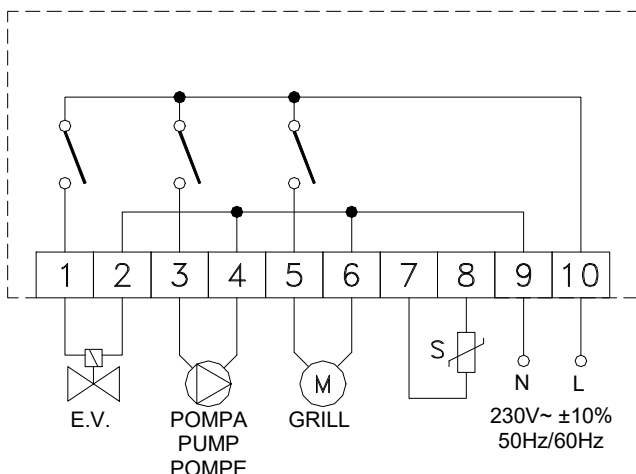 1 2 3 4 5 6 7 8 9 10
S
M
N L
E.V.
POMPA
PUMP
POMPE
GRILL
230V~ ±10%
50Hz/60Hz